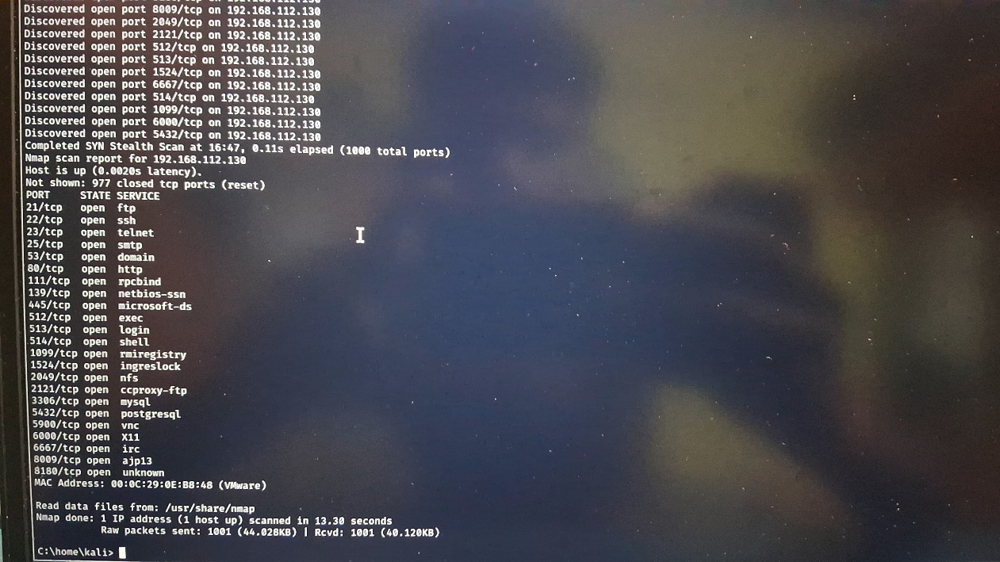 Discovered open port 8009/tcp on 192.168.112.130
Discovered open port 2049/tcp on 192.168.112.130
Discovered open port 2121/tcp on 192.168.112.130
Discovered open port 512/tcp on 192.168.112.130
Discovered open port 513/tcp on 192.168.112.130
Discovered open port 1524/tcp on 192.168.112.130
Discovered open port 6667/tcp on 192.168.112.130
Discovered open port 514/tcp on 192.168.112.130
Discovered open port 1099/tcp on 192.168.112.130
Discovered open port 6000/tcp on 192.168.112.130
Discovered open port 5432/tcp on 192.168.112.130
Completed SYN Stealth Scan at 16:47, 0.11s elapsed (1000 total ports)
Nmap scan report for 192.168.112.130
Host is up (0.0020s latency).
Not shown: 977 closed tcp ports (reset)
PORT STATE SERVICE
21/tcp open ftp
22/tcp open ssh
23/tcp open telnet
25/tcp open smtp
53/tcp open domain
80/tcp open http
111/tcp open rpcbind
139/tcp open netbios-ssn
445/tcp open microsoft-ds
512/tcp open exec
513/tcp open login
514/tcp open shell
1099/tcp open rmiregistry
1524/tcp open ingreslock
2049/tcp open nfs
2121/tcp open ccproxy-ftp
3306/tcp open mysql
5432/tcp open postgresql
5900/tcp open vnc
6000/tcp open X11
6667/tcp open irc
8009/tcp open ajp13
8180/tcp open unknown
MAC Address: 00:0C:29:0E:B8:48 (VMware)
Read data files from: /usr/share/nmap
Nmap done: 1 IP address (1 host up) scanned in 13.30 seconds
Raw packets sent: 1001 (44.028KB) | Rcvd: 1001 (40.120KB)
C:\home\kali>